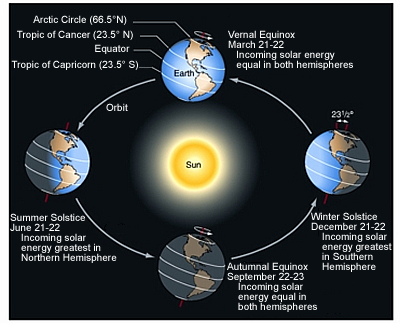 Arctic Circle (66.5°N)
Tropic of Cancer (23.5° N)
Equator
Tropic of Capricorn (23.5° S)
Earth
Vernal Equinox
March 21-22
Incoming solar energy
equal in both hemispheres
Orbit
23½°
Sun
Summer Solstice
June 21-22
Incoming solar
energy greatest in
Northern Hemisphere
Winter Solstice
December 21-22
Incoming solar
energy greatest
in Southern
Hemisphere
Autumnal Equinox
September 22-23
Incoming solar
energy equal in
both hemispheres